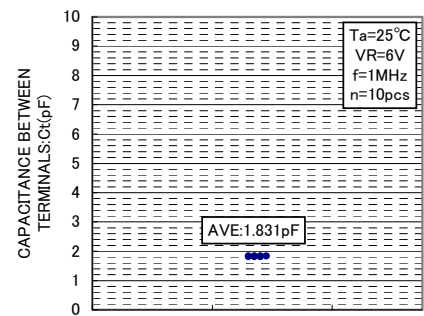 CAPACITANCE BETWEEN
TERMINALS:Ct(pF)
10
9
8
7
6
5
4
3
2
1
0
Ta=25℃
VR=6V
f=1MHz
n=10pcs
AVE:1.831pF